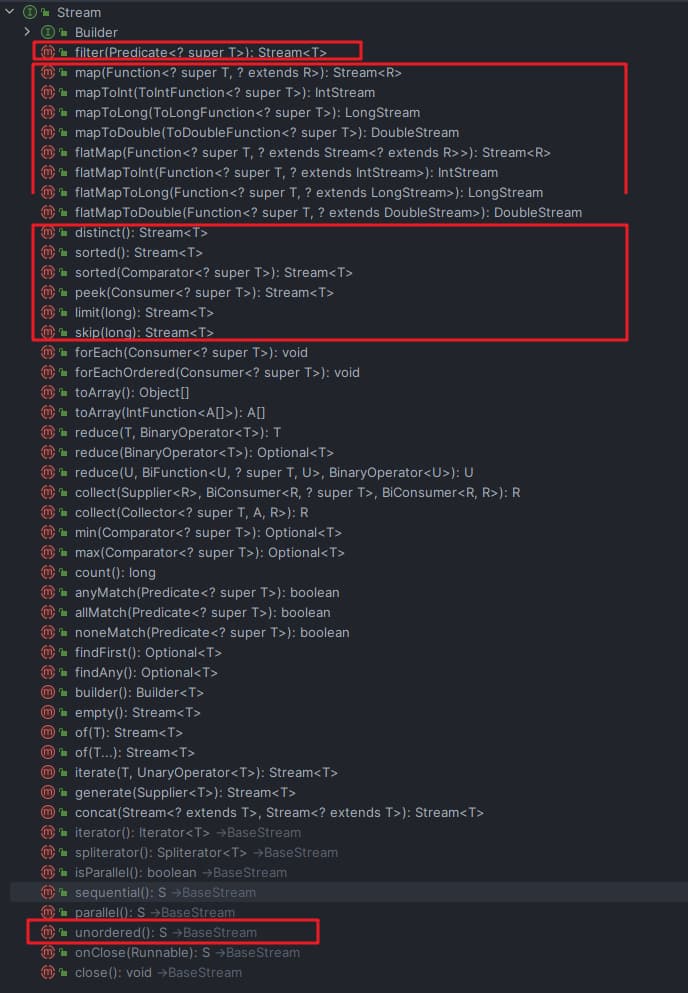 Stream
Builder
filter(Predicate<? super T>): Stream<T>
map(Function<? super T, ? extends R>): Stream<R>
mapToInt(ToIntFunction<? super T>): IntStream
mapToLong(ToLongFunction<? super T>): LongStream
mapToDouble(ToDoubleFunction<? super T>): DoubleStream
flatMap(Function<? super T, ? extends Stream<? extends R>>): Stream<R>
flatMapToInt(Function<? super T, ? extends IntStream>): IntStream
flatMapToLong(Function<? super T, ? extends LongStream>): LongStream
flatMapToDouble(Function<? super T, ? extends DoubleStream>): DoubleStream
distinct(): Stream<T>
sorted(): Stream<T>
sorted(Comparator<? super T>): Stream<T>
peek(Consumer<? super T>): Stream<T>
limit(long): Stream<T>
skip(long): Stream<T>
forEach(Consumer<? super T>): void
forEachOrdered(Consumer<? super T>): void
toArray(): Object[]
toArray(IntFunction<A[]>): A[]
reduce(T, BinaryOperator<T>): T
reduce(BinaryOperator<T>): Optional<T>
reduce(U, BiFunction<U, ? super T, U>, BinaryOperator<U>): U
collect(Supplier<R>, BiConsumer<R, ? super T>, BiConsumer<R, R>): R
collect(Collector<? super T, A, R>): R
min(Comparator<? super T>): Optional<T>
max(Comparator<? super T>): Optional<T>
count(): long
anyMatch(Predicate<? super T>): boolean
allMatch(Predicate<? super T>): boolean
noneMatch(Predicate<? super T>): boolean
findFirst(): Optional<T>
findAny(): Optional<T>
builder(): Builder<T>
empty(): Stream<T>
of(T): Stream<T>
of(T...): Stream<T>
iterate(T, UnaryOperator<T>): Stream<T>
generate(Supplier<T>): Stream<T>
concat(Stream<? extends T>, Stream<? extends T>): Stream<T>
iterator(): Iterator<T> →BaseStream
spliterator(): Spliterator<T> →BaseStream
isParallel(): boolean →BaseStream
sequential(): S →BaseStream
parallel(): S →BaseStream
unordered(): S →BaseStream
onClose(Runnable): S →BaseStream
close(): void →BaseStream